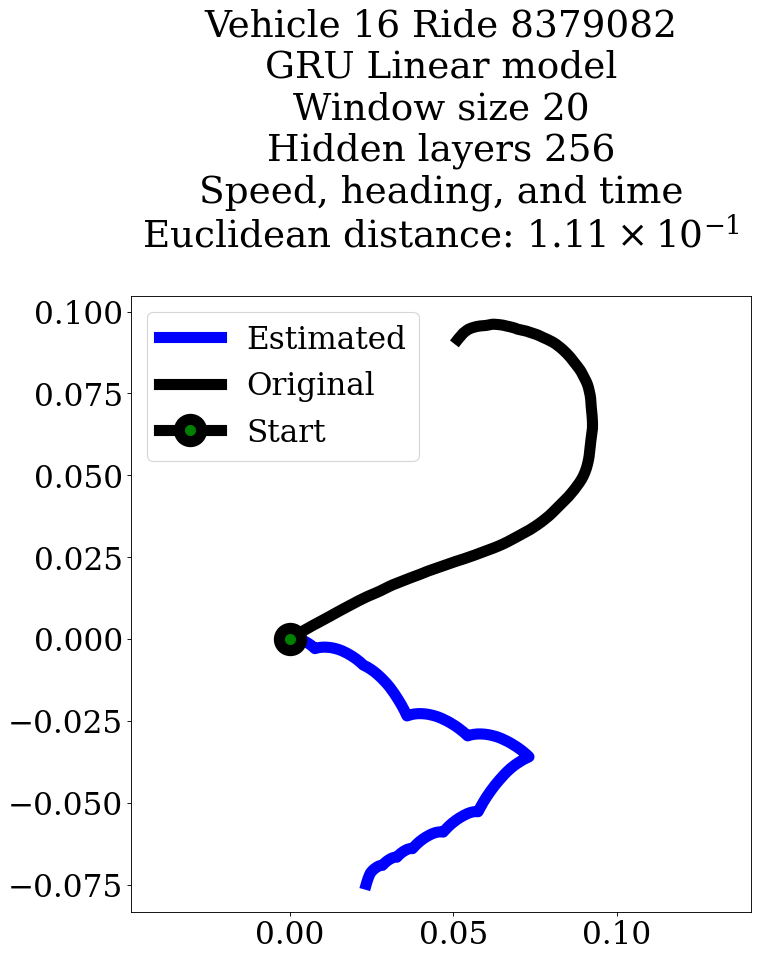 Vehicle 16 Ride 8379082
GRU Linear model
Window size 20
Hidden layers 256
Speed, heading, and time
Euclidean distance: 1.11 × 10⁻¹
Estimated
Original
Start
0.100
0.075
0.050
0.025
0.000
−0.025
−0.050
−0.075
0.00 0.05 0.10